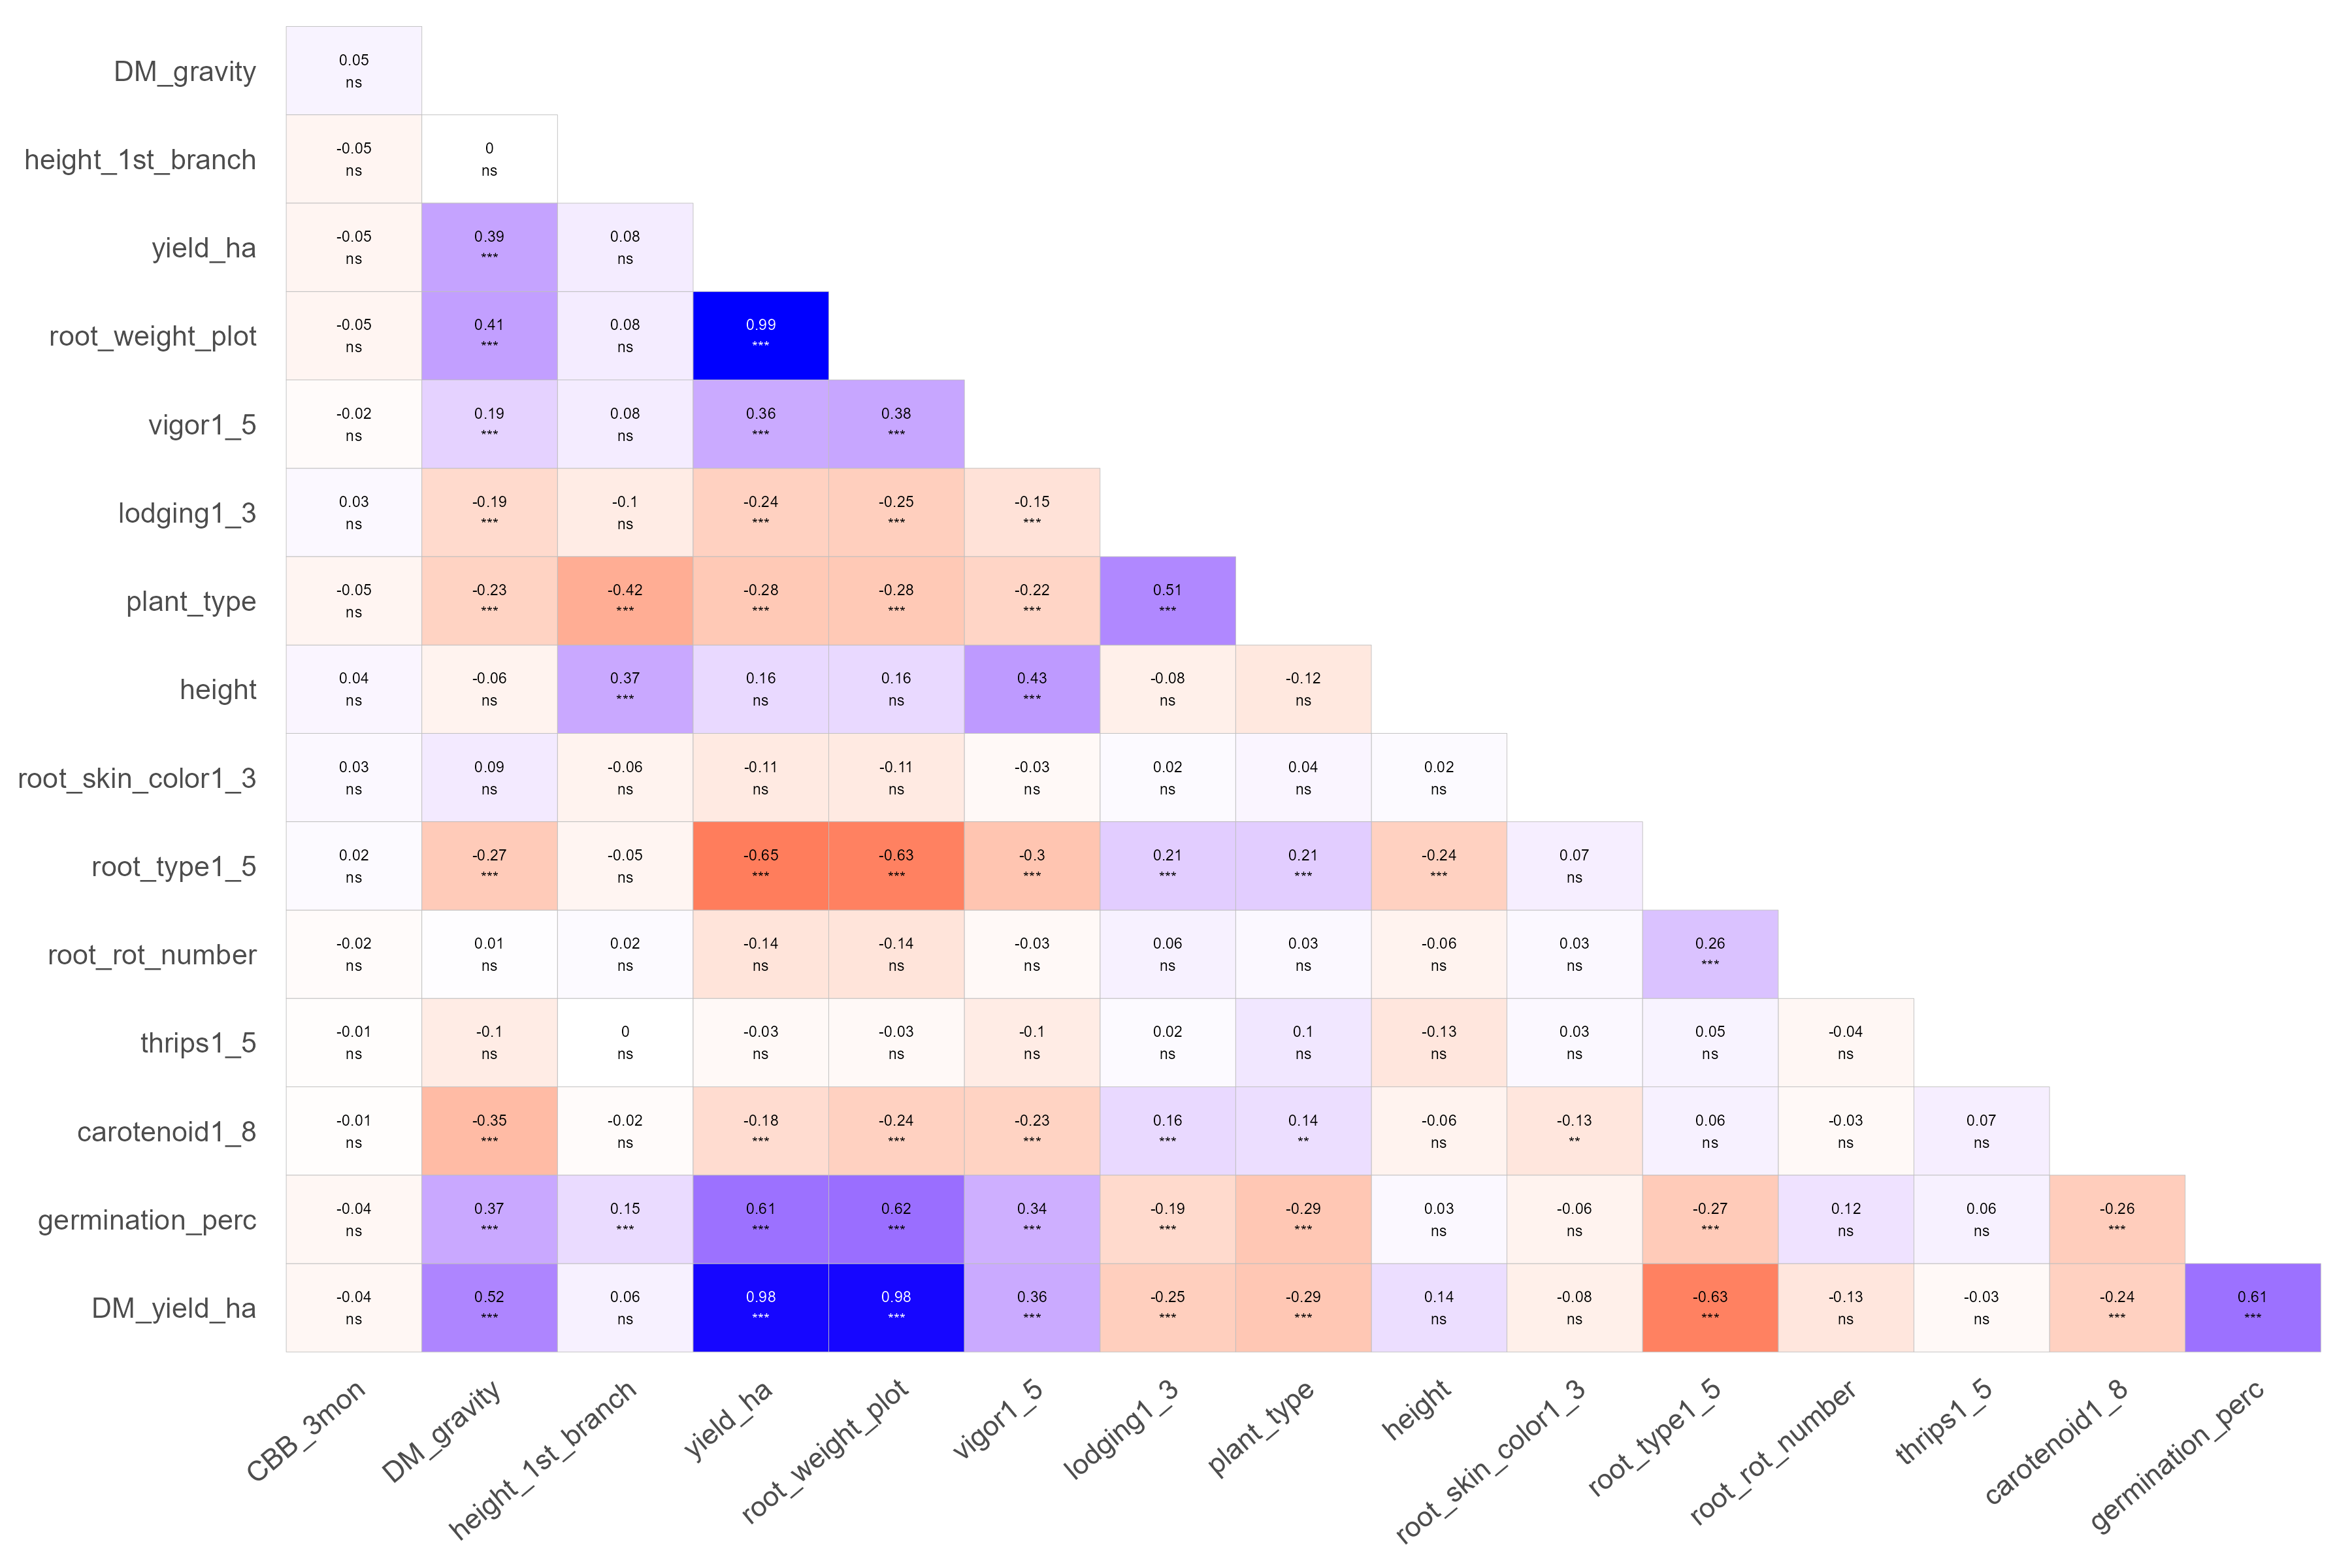 DM_gravity
0.05
ns
height_1st_branch
-0.05 0
ns ns
yield_ha
-0.05 0.39 0.08
ns *** ns
root_weight_plot
-0.05 0.41 0.08 0.99
ns *** ns ***
vigor1_5
-0.02 0.19 0.08 0.36 0.38
ns *** ns *** ***
lodging1_3
0.03 -0.19 -0.1 -0.24 -0.25 -0.15
ns *** ns *** *** ***
plant_type
-0.05 -0.23 -0.42 -0.28 -0.28 -0.22 0.51
ns *** *** *** *** *** ***
height
0.04 -0.06 0.37 0.16 0.16 0.43 -0.08 -0.12
ns ns *** ns ns *** ns ns
root_skin_color1_3
0.03 0.09 -0.06 -0.11 -0.11 -0.03 0.02 0.04 0.02
ns ns ns ns ns ns ns ns ns
root_type1_5
0.02 -0.27 -0.05 -0.65 -0.63 -0.3 0.21 0.21 -0.24 0.07
ns *** ns *** *** *** *** *** *** ns
root_rot_number
-0.02 0.01 0.02 -0.14 -0.14 -0.03 0.06 0.03 -0.06 0.03 0.26
ns ns ns ns ns ns ns ns ns ns ***
thrips1_5
-0.01 -0.1 0 -0.03 -0.03 -0.1 0.02 0.1 -0.13 0.03 0.05 -0.04
ns ns ns ns ns ns ns ns ns ns ns ns
carotenoid1_8
-0.01 -0.35 -0.02 -0.18 -0.24 -0.23 0.16 0.14 -0.06 -0.13 0.06 -0.03 0.07
ns *** ns *** *** *** *** ** ns ** ns ns ns
germination_perc
-0.04 0.37 0.15 0.61 0.62 0.34 -0.19 -0.29 0.03 -0.06 -0.27 0.12 0.06 -0.26
ns *** *** *** *** *** *** *** ns ns *** ns ns ***
DM_yield_ha
-0.04 0.52 0.06 0.98 0.98 0.36 -0.25 -0.29 0.14 -0.08 -0.63 -0.13 -0.03 -0.24 0.61
ns *** ns *** *** *** *** *** ns ns *** ns ns *** ***
CBB_3mon
DM_gravity
height_1st_branch
yield_ha
root_weight_plot
vigor1_5
lodging1_3
plant_type
height
root_skin_color1_3
root_type1_5
root_rot_number
thrips1_5
carotenoid1_8
germination_perc